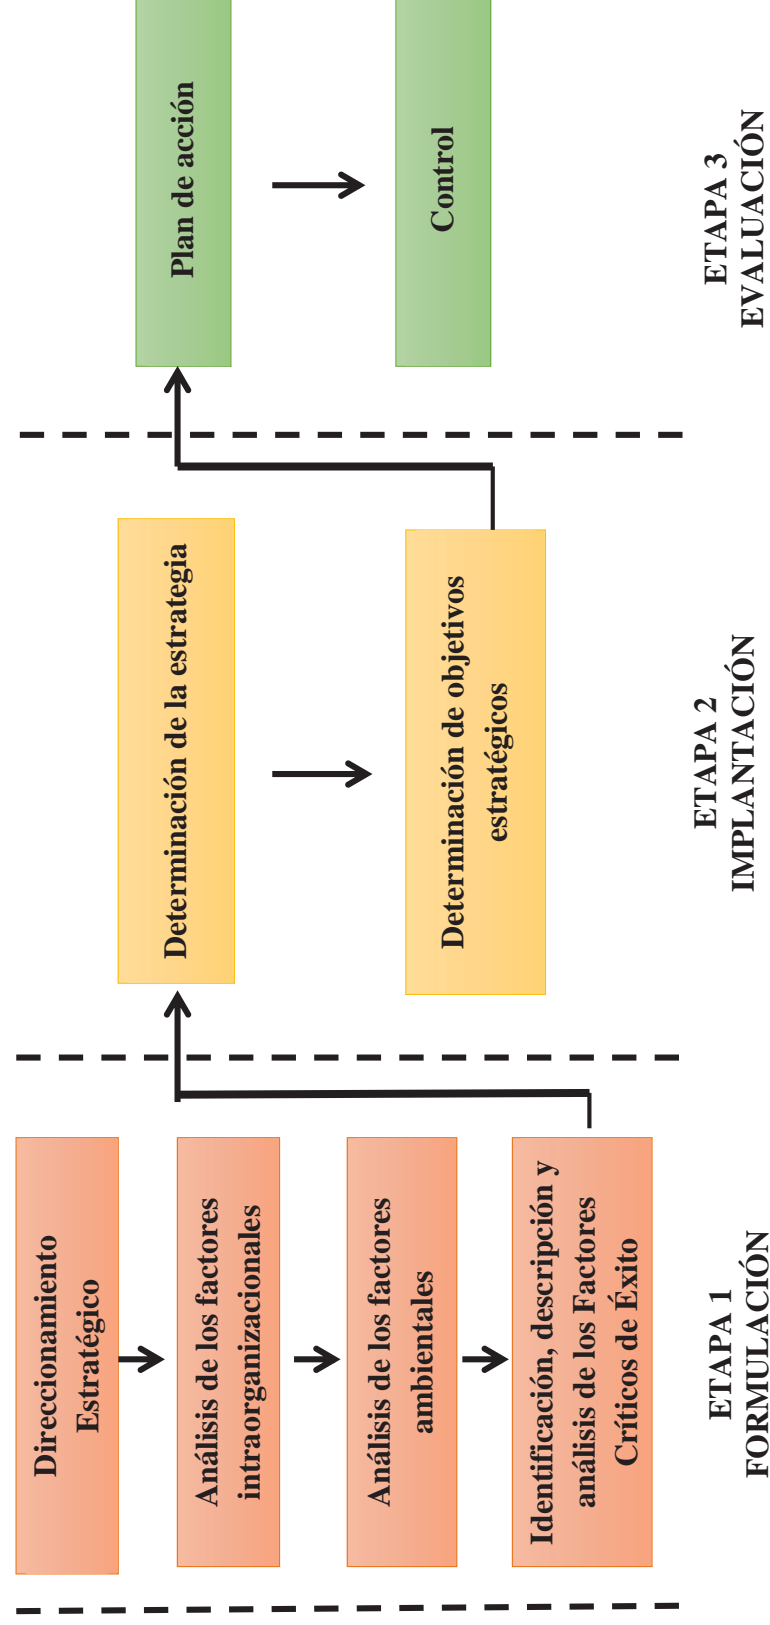 Direccionamiento
Estratégico
Análisis de los factores
intraorganizacionales
Análisis de los factores
ambientales
Identificación, descripción y
análisis de los Factores
Críticos de Éxito
ETAPA 1
FORMULACIÓN
Determinación de la estrategia
Determinación de objetivos
estratégicos
ETAPA 2
IMPLANTACIÓN
Plan de acción
Control
ETAPA 3
EVALUACIÓN